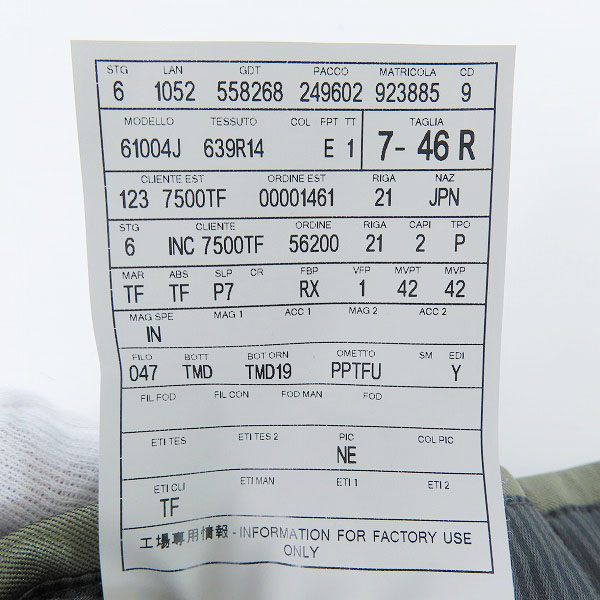 STG LAN GDT PACCO MATRICOLA CD
6 1052 558268 249602 923885 9
MODELLO TESSUTO COL FPT TT TAGLIA
61004J 639R14 E 1 7- 46 R
CLIENTE EST ORDINE EST RIGA NAZ
123 7500TF 00001461 21 JPN
STG CLIENTE ORDINE RIGA CAPI TPO
6 INC 7500TF 56200 21 2 P
MAR ABS SLP CR FBP VFP MVPT MVP
TF TF P7 RX 1 42 42
MAG SPE MAG 1 ACC 1 MAG 2 ACC 2
IN
FILO BOTT BOT ORN OMETTO SM EDI
047 TMD TMD19 PPTFU Y
FIL FOD FIL CON FOD MAN FOD
ETI TES ETI TES 2 PIC COL PIC
NE
ETI CLI ETI MAN ETI 1 ETI 2
TF
工場専用情報 - INFORMATION FOR FACTORY USE
ONLY